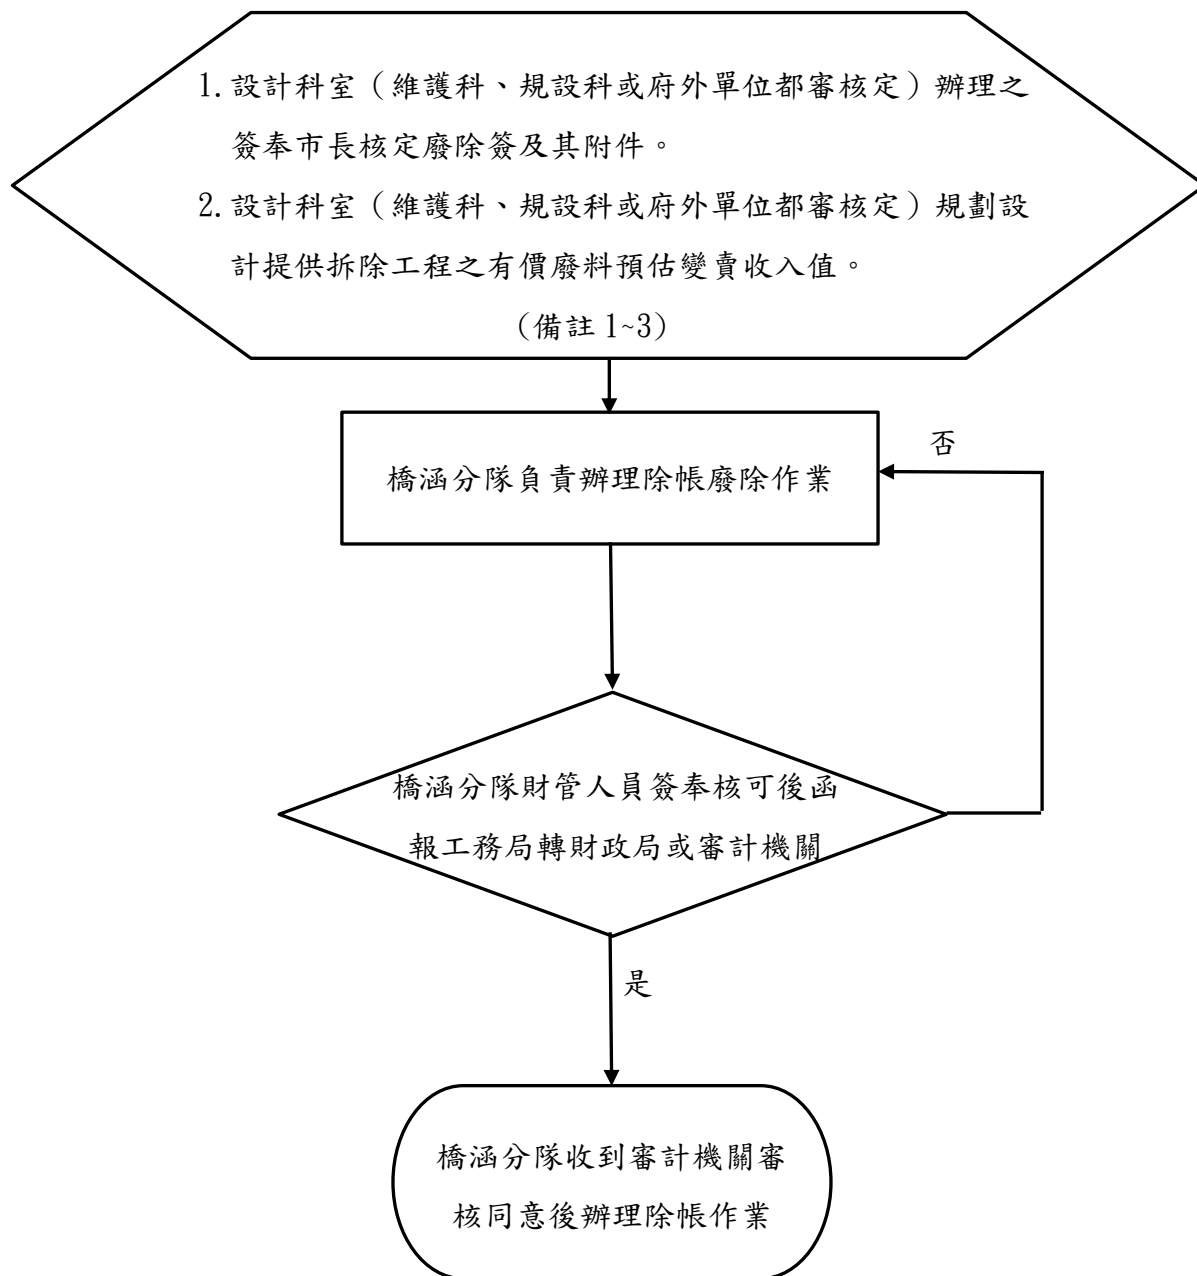 1.設計科室（維護科、規設科或府外單位都審核定）辦理之
簽奉市長核定廢除簽及其附件。
2.設計科室（維護科、規設科或府外單位都審核定）規劃設
計提供拆除工程之有價廢料預估變賣收入值。
（備註 1~3）
橋涵分隊負責辦理除帳廢除作業
否
橋涵分隊財管人員簽奉核可後函
報工務局轉財政局或審計機關
是
橋涵分隊收到審計機關審
核同意後辦理除帳作業